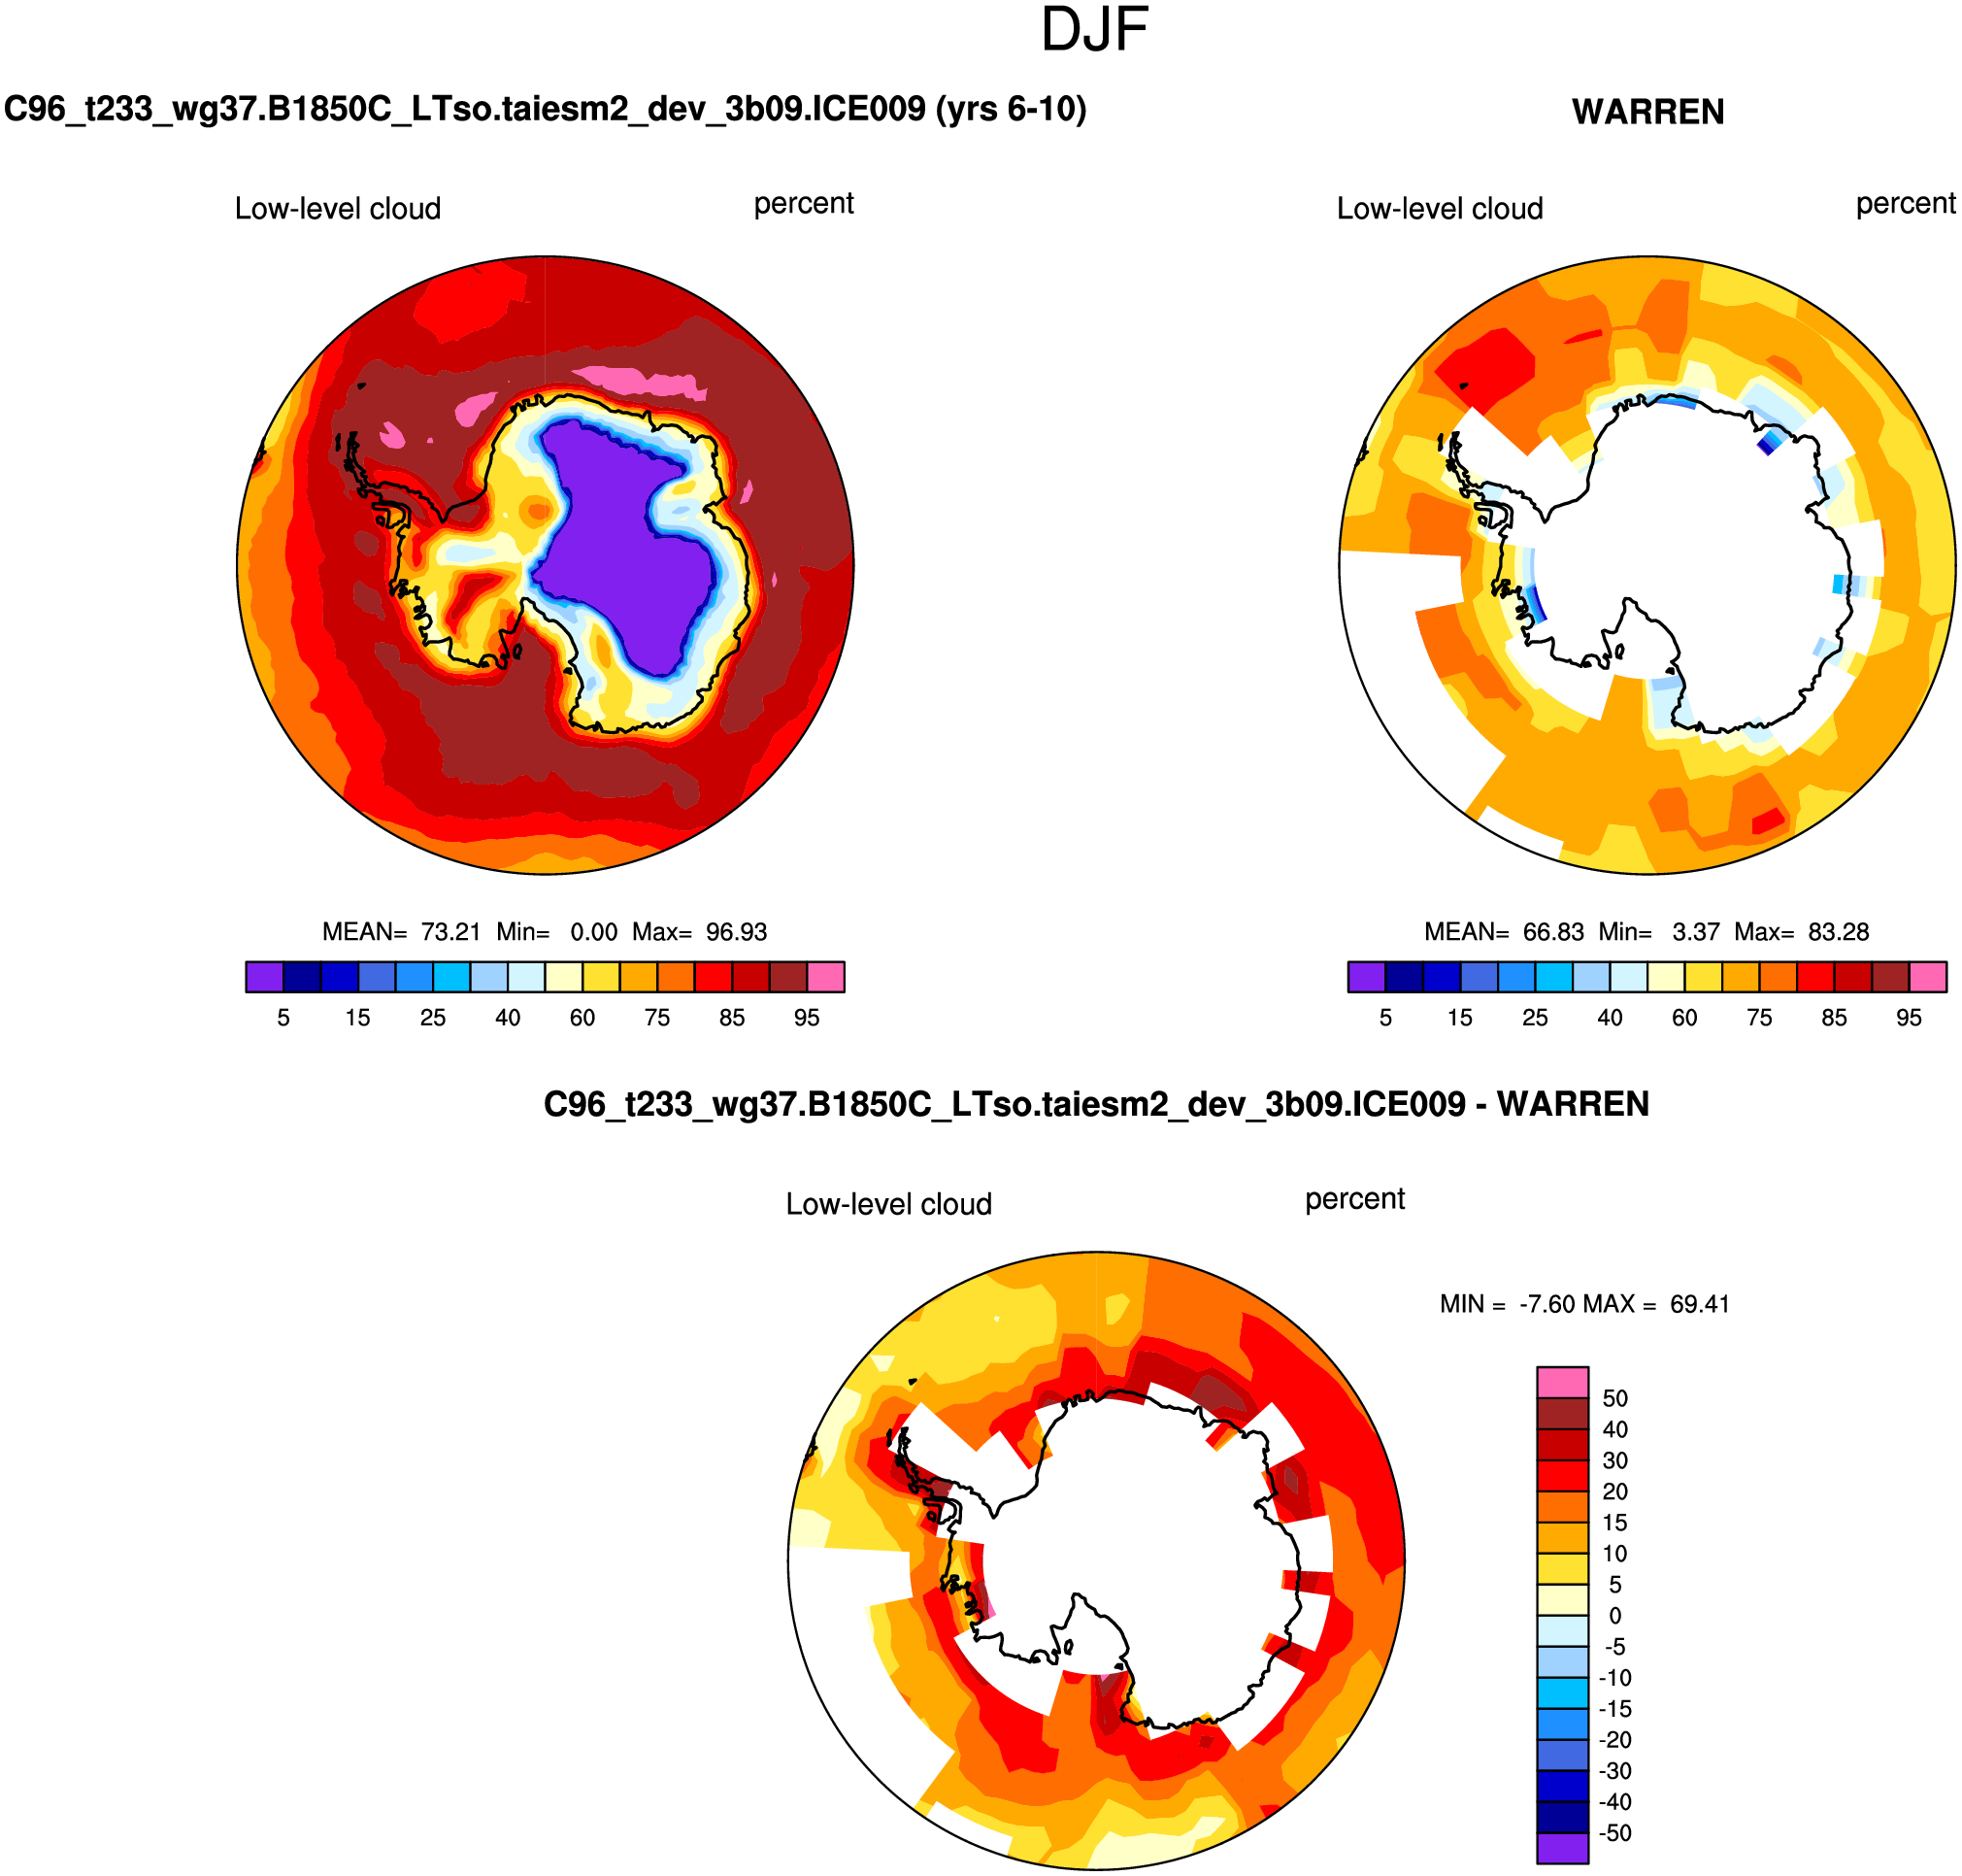 DJF
C96_t233_wg37.B1850C_LTso.taiesm2_dev_3b09.ICE009 (yrs 6-10)
WARREN
Low-level cloud percent
Low-level cloud percent
MEAN= 73.21 Min= 0.00 Max= 96.93
MEAN= 66.83 Min= 3.37 Max= 83.28
5 15 25 40 60 75 85 95
5 15 25 40 60 75 85 95
C96_t233_wg37.B1850C_LTso.taiesm2_dev_3b09.ICE009 - WARREN
Low-level cloud percent
MIN = -7.60 MAX = 69.41
50
40
30
20
15
10
5
0
-5
-10
-15
-20
-30
-40
-50